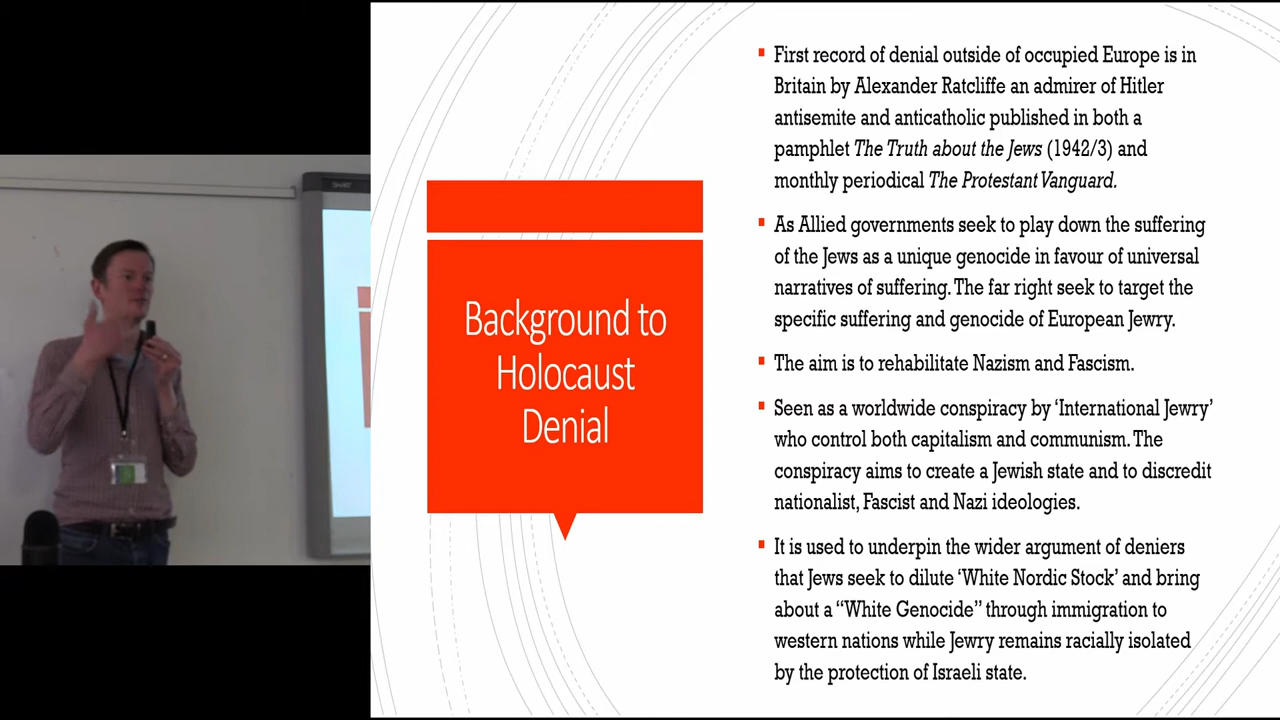 SMART
Background to
Holocaust
Denial
First record of denial outside of occupied Europe is in
Britain by Alexander Ratcliffe an admirer of Hitler
antisemite and anticatholic published in both a
pamphlet The Truth about the Jews (1942/3) and
monthly periodical The Protestant Vanguard.
As Allied governments seek to play down the suffering
of the Jews as a unique genocide in favour of universal
narratives of suffering. The far right seek to target the
specific suffering and genocide of European Jewry.
The aim is to rehabilitate Nazism and Fascism.
Seen as a worldwide conspiracy by ‘International Jewry’
who control both capitalism and communism. The
conspiracy aims to create a Jewish state and to discredit
nationalist, Fascist and Nazi ideologies.
It is used to underpin the wider argument of deniers
that Jews seek to dilute ‘White Nordic Stock’ and bring
about a “White Genocide” through immigration to
western nations while Jewry remains racially isolated
by the protection of Israeli state.